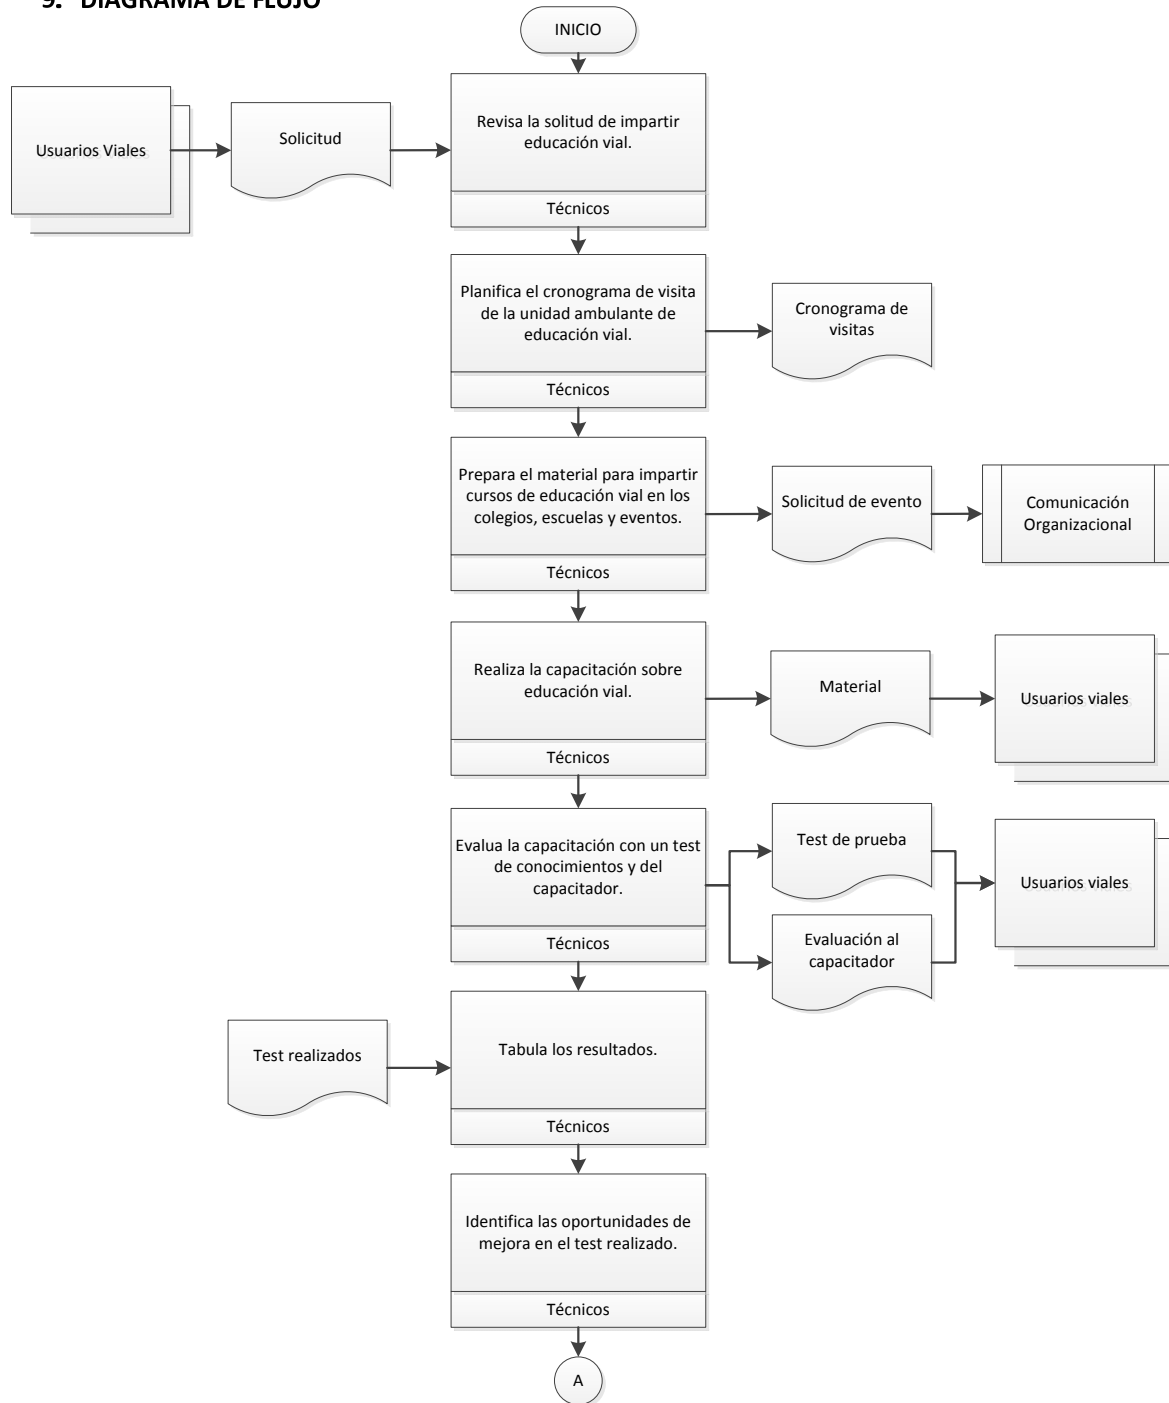 9. DIAGRAMA DE FLUJO
INICIO
Usuarios Viales
Solicitud
Revisa la solitud de impartir
educación vial.
Técnicos
Planifica el cronograma de visita
de la unidad ambulante de
educación vial.
Técnicos
Cronograma de
visitas
Prepara el material para impartir
cursos de educación vial en los
colegios, escuelas y eventos.
Técnicos
Solicitud de evento
Comunicación
Organizacional
Realiza la capacitación sobre
educación vial.
Técnicos
Material
Usuarios viales
Evalua la capacitación con un test
de conocimientos y del
capacitador.
Técnicos
Test de prueba
Evaluación al
capacitador
Usuarios viales
Test realizados
Tabula los resultados.
Técnicos
Identifica las oportunidades de
mejora en el test realizado.
Técnicos
A